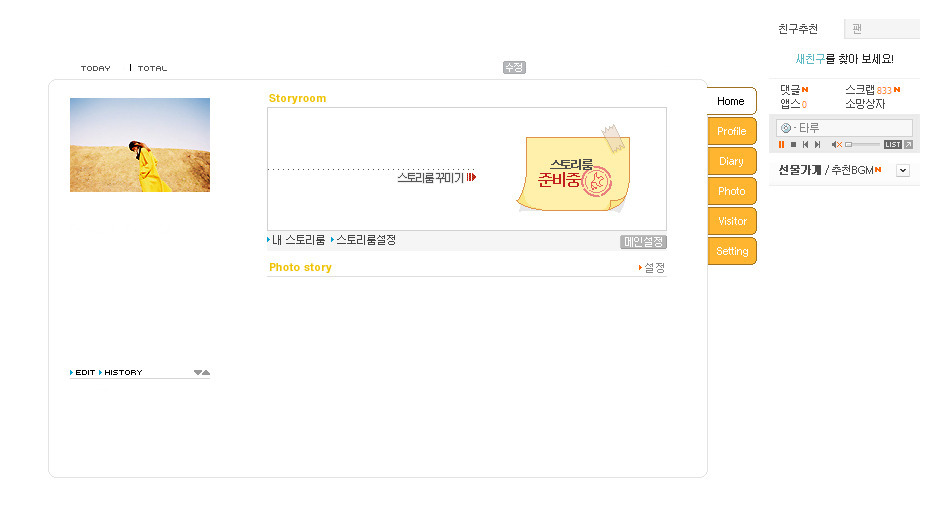 친구추천
팬
새친구를 찾아 보세요!
TODAY | TOTAL
수정
댓글 N 스크랩 833 N
앱스 0 소망상자
- 타루
LIST
선물가게 / 추천BGM N
Storyroom
스토리룸 꾸미기
스토리룸
준비중
내 스토리룸 스토리룸설정
메인설정
Photo story
설정
EDIT HISTORY
Home
Profile
Diary
Photo
Visitor
Setting